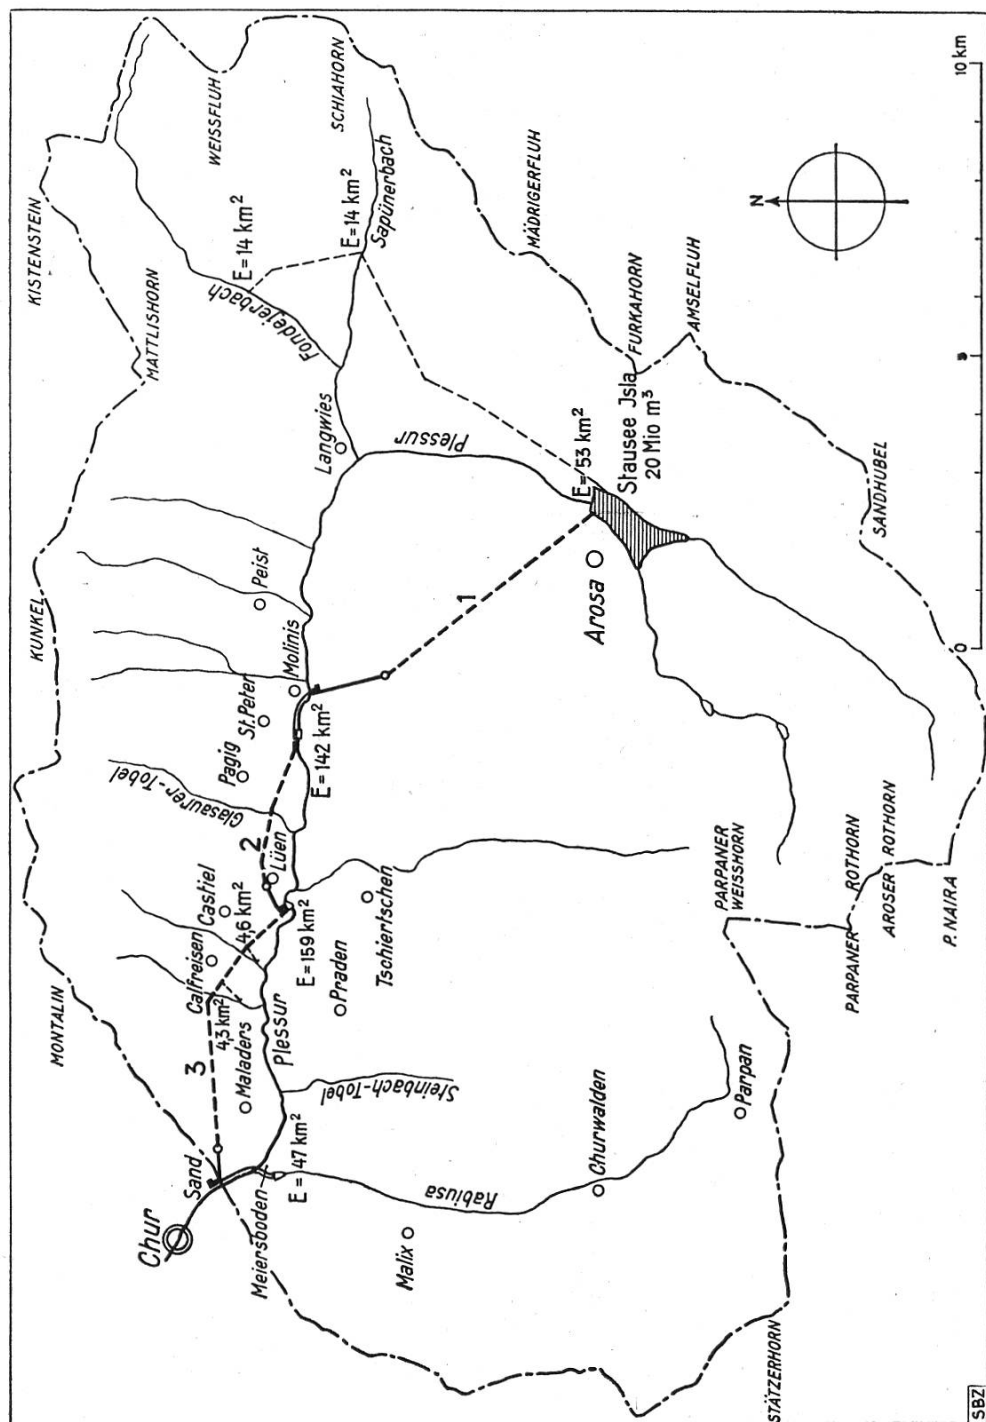 KISTENSTEIN
WEISSFLUH
SCHIAHORN
MATTLISHORN
E=14 km²
E=14 km²
Sapünerbach
Fondejerbach
MÄDRIGERFLUH
N
10 km
KUNKEL
Langwies
Plessur
FURKAHORN
AMSELFLUH
Stausee Jsla
20 Mio m³
E=53 km²
5
Peist
Molinis
St.Peter
Pagig
Glasaurer-Tobel
1
Arosa
SANDHUBEL
0
E=142 km²
2
Lüen
Castiel
4,6 km²
Calfreisen
4,3 km²
E=159 km²
Tschiertschen
Praden
PARPANER
WEISSHORN
PARPANER ROTHORN
AROSER ROTHORN
P. NAIRA
MONTALIN
3
Maladers
Plessur
Steinbach-Tobel
Sand
Chur
Meiersboden
E=47 km²
Rabiusa
Malix
Churwalden
Parpan
STÄTZERHORN
SBZ